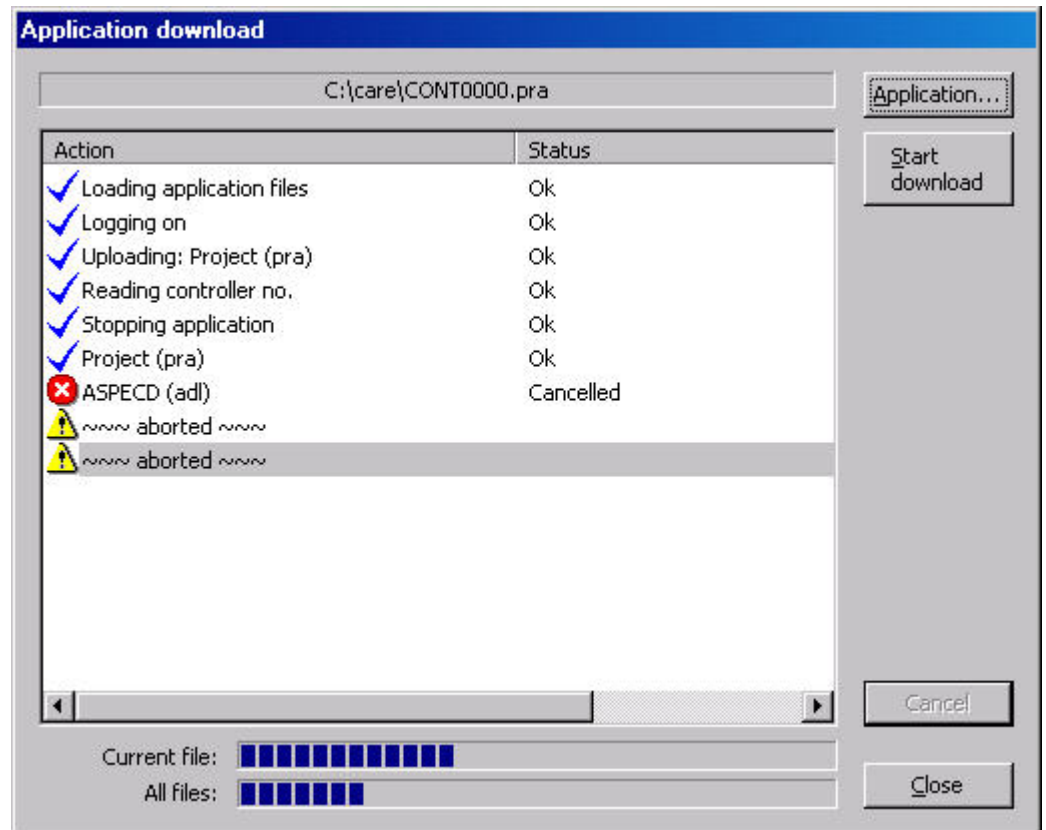 Application download
C:\care\CONT0000.pra
Application...
Action Status
Start
download
Loading application files Ok
Logging on Ok
Uploading: Project (pra) Ok
Reading controller no. Ok
Stopping application Ok
Project (pra) Ok
ASPECD (adl) Cancelled
~~~ aborted ~~~
~~~ aborted ~~~
Cancel
Current file:
All files:
Close